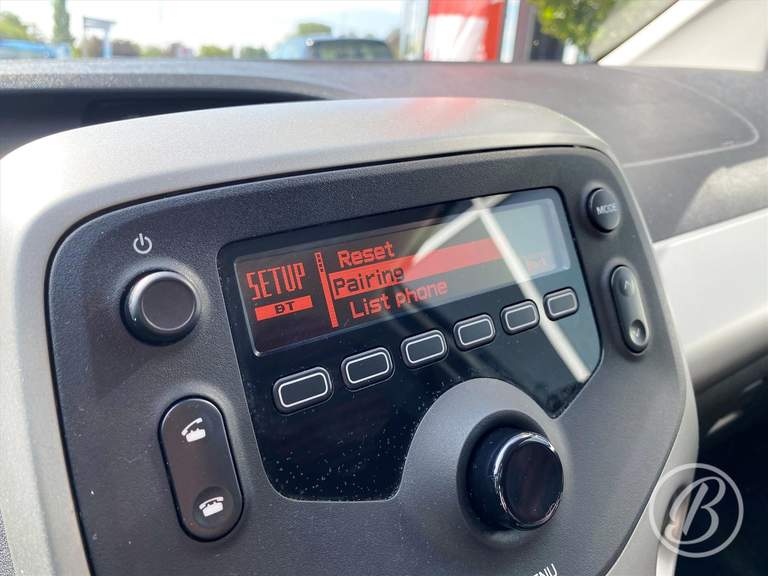 Reset
MODE
SETUP
Pairing
BT
List phone
B